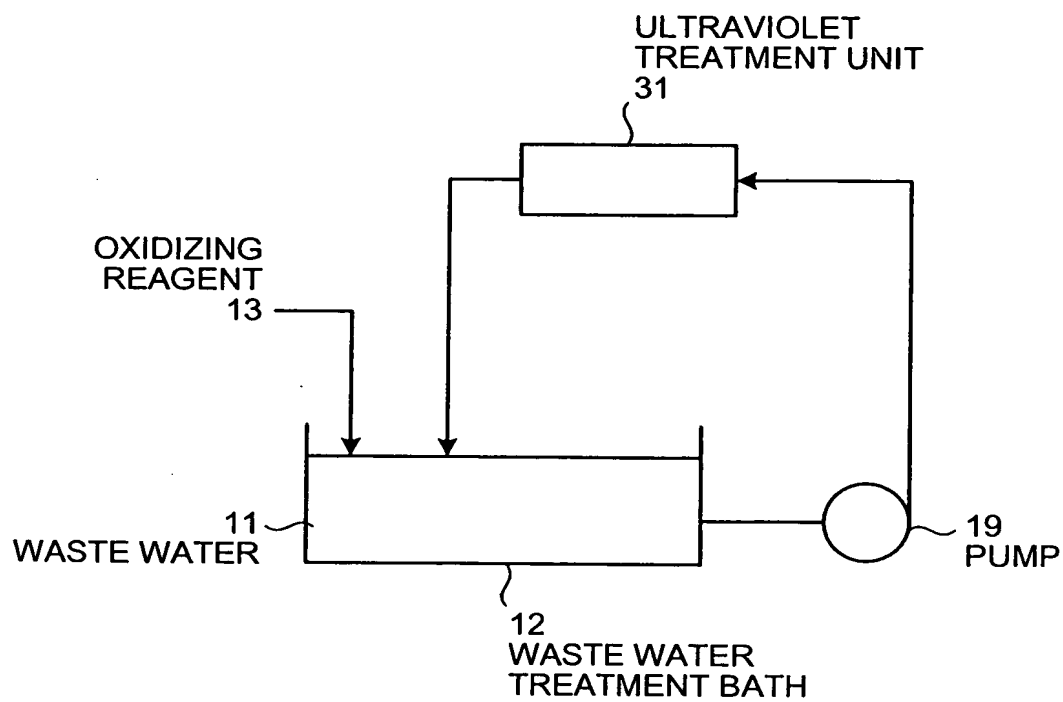 ULTRAVIOLET
TREATMENT UNIT
31
OXIDIZING
REAGENT
13
11
WASTE WATER
19
PUMP
12
WASTE WATER
TREATMENT BATH